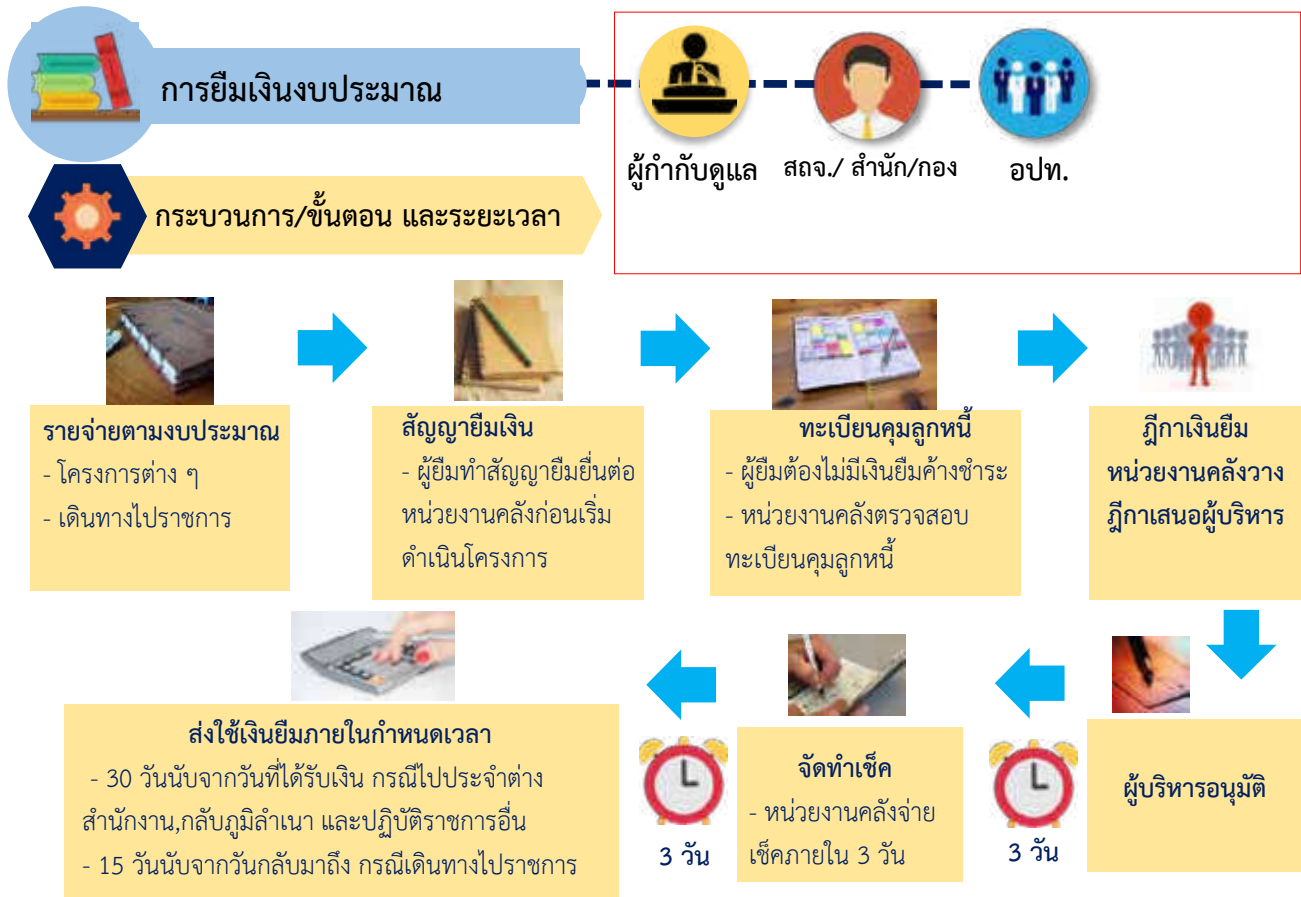 การยืมเงินงบประมาณ
ผู้กำกับดูแล
สถจ./ สำนัก/กอง
อปท.
กระบวนการ/ขั้นตอน และระยะเวลา
รายจ่ายตามงบประมาณ
- โครงการต่าง ๆ
- เดินทางไปราชการ
สัญญายืมเงิน
- ผู้ยืมทำสัญญายืมยื่นต่อ
หน่วยงานคลังก่อนเริ่ม
ดำเนินโครงการ
ทะเบียนคุมลูกหนี้
- ผู้ยืมต้องไม่มีเงินยืมค้างชำระ
- หน่วยงานคลังตรวจสอบ
ทะเบียนคุมลูกหนี้
ฎีกาเงินยืม
หน่วยงานคลังวาง
ฎีกาเสนอผู้บริหาร
ผู้บริหารอนุมัติ
3 วัน
จัดทำเช็ค
- หน่วยงานคลังจ่าย
เช็คภายใน 3 วัน
3 วัน
ส่งใช้เงินยืมภายในกำหนดเวลา
- 30 วันนับจากวันที่ได้รับเงิน กรณีไปประจำต่าง
สำนักงาน,กลับภูมิลำเนา และปฏิบัติราชการอื่น
- 15 วันนับจากวันกลับมาถึง กรณีเดินทางไปราชการ